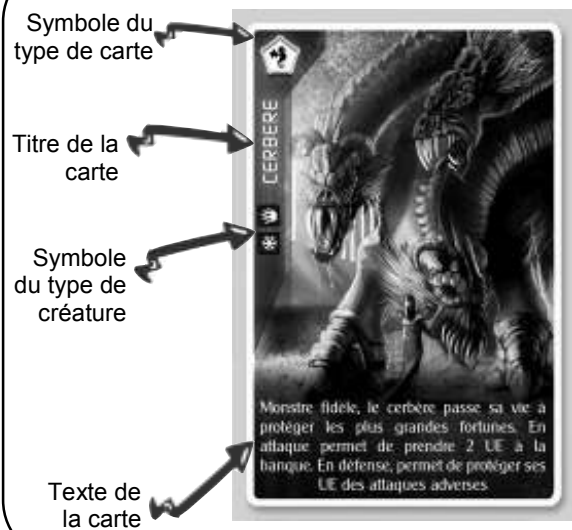 Symbole du
type de carte
Titre de la
carte
CERBERE
Symbole
du type de
créature
Monstre fidèle, le cerbère passe sa vie à
protéger les plus grandes fortunes. En
attaque permet de prendre 2 UE à la
banque. En défense, permet de protéger ses
UE des attaques adverses
Texte de
la carte